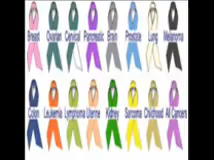 Breast Ovarian Cervical Pancreatic Brain Prostate Lung Melanoma
Colon Leukemia Lymphoma Uterine Kidney Sarcoma Childhood All Cancers